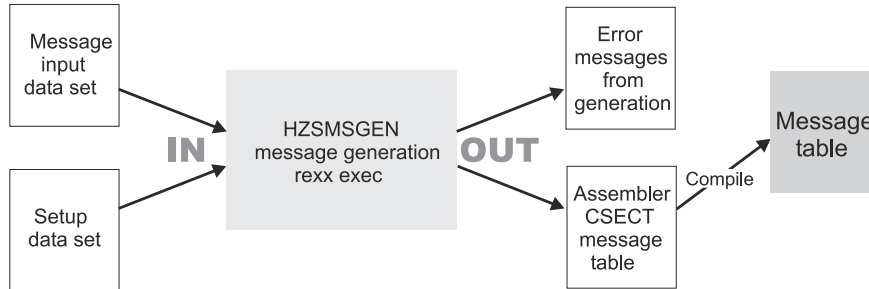 Message
input
data set
Setup
data set
IN
HZSMSGEN
message generation
rexx exec
OUT
Error
messages
from
generation
Assembler
CSECT
message
table
Compile
Message
table